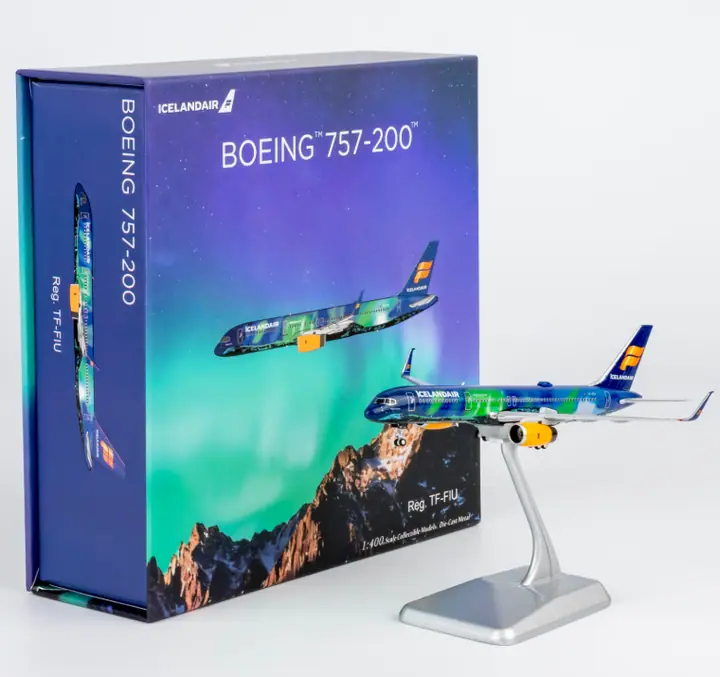 ICELANDAIR
BOEING™ 757-200™
BOEING 757-200
Reg. TF-FIU
ICELANDAIR
ICELANDAIR
Reg. TF-FIU
1:400 Scale Collectible Models, Die-Cast Metal